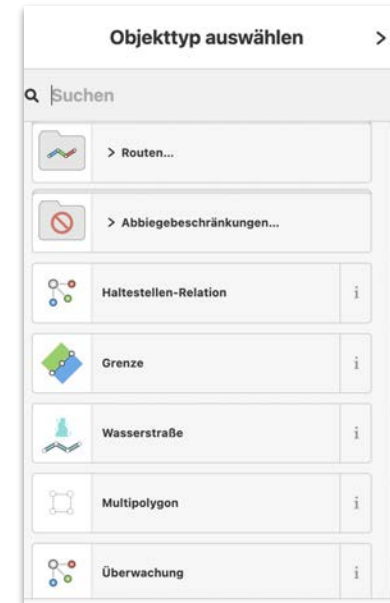 Objekttyp auswählen >
Suchen
> Routen...
> Abbiegebeschränkungen...
Haltestellen-Relation i
Grenze i
Wasserstraße i
Multipolygon i
Überwachung i